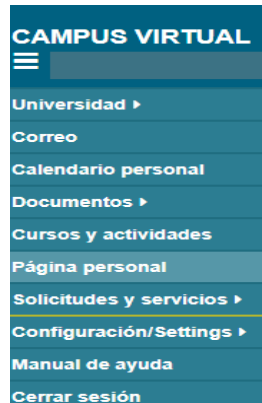 CAMPUS VIRTUAL
Universidad ▸
Correo
Calendario personal
Documentos ▸
Cursos y actividades
Página personal
Solicitudes y servicios ▸
Configuración/Settings ▸
Manual de ayuda
Cerrar sesión